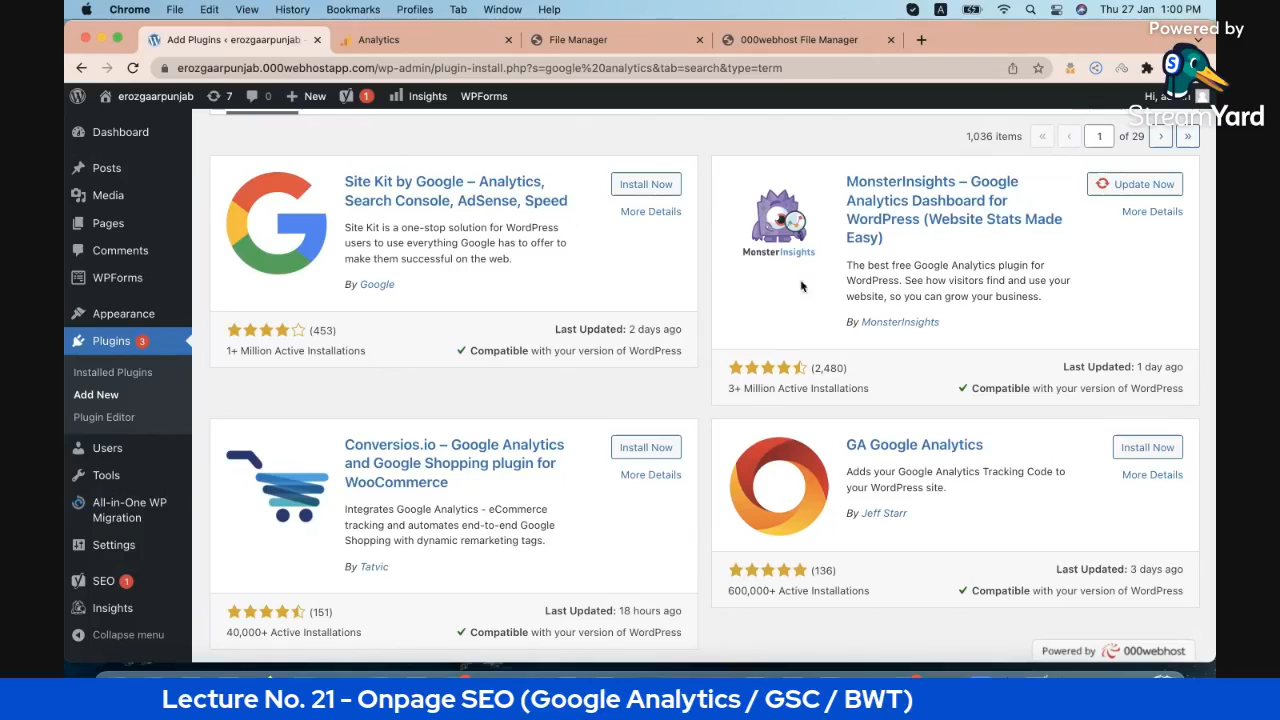 Chrome File Edit View History Bookmarks Profiles Tab Window Help A Thu 27 Jan 1:00 PM
Powered by
StreamYard
Add Plugins ‹ erozgaarpunjab Analytics File Manager 000webhost File Manager
erozgaarpunjab.000webhostapp.com/wp-admin/plugin-install.php?s=google%20analytics&tab=search&type=term
erozgaarpunjab 7 0 New 1 Insights WPForms Hi,
Dashboard
Posts
Media
Pages
Comments
WPForms
Appearance
Plugins 3
Installed Plugins
Add New
Plugin Editor
Users
Tools
All-in-One WP
Migration
Settings
SEO 1
Insights
Collapse menu
1,036 items « ‹ 1 of 29 › »
Site Kit by Google – Analytics,
Search Console, AdSense, Speed
Install Now
More Details
Site Kit is a one-stop solution for WordPress
users to use everything Google has to offer to
make them successful on the web.
By Google
(453)
Last Updated: 2 days ago
1+ Million Active Installations
Compatible with your version of WordPress
MonsterInsights
MonsterInsights – Google
Analytics Dashboard for
WordPress (Website Stats Made
Easy)
Update Now
More Details
The best free Google Analytics plugin for
WordPress. See how visitors find and use your
website, so you can grow your business.
By MonsterInsights
(2,480)
Last Updated: 1 day ago
3+ Million Active Installations
Compatible with your version of WordPress
Conversios.io – Google Analytics
and Google Shopping plugin for
WooCommerce
Install Now
More Details
Integrates Google Analytics - eCommerce
tracking and automates end-to-end Google
Shopping with dynamic remarketing tags.
By Tatvic
(151)
Last Updated: 18 hours ago
40,000+ Active Installations
Compatible with your version of WordPress
GA Google Analytics
Install Now
More Details
Adds your Google Analytics Tracking Code to
your WordPress site.
By Jeff Starr
(136)
Last Updated: 3 days ago
600,000+ Active Installations
Compatible with your version of WordPress
Powered by 000webhost
Lecture No. 21 - Onpage SEO (Google Analytics / GSC / BWT)